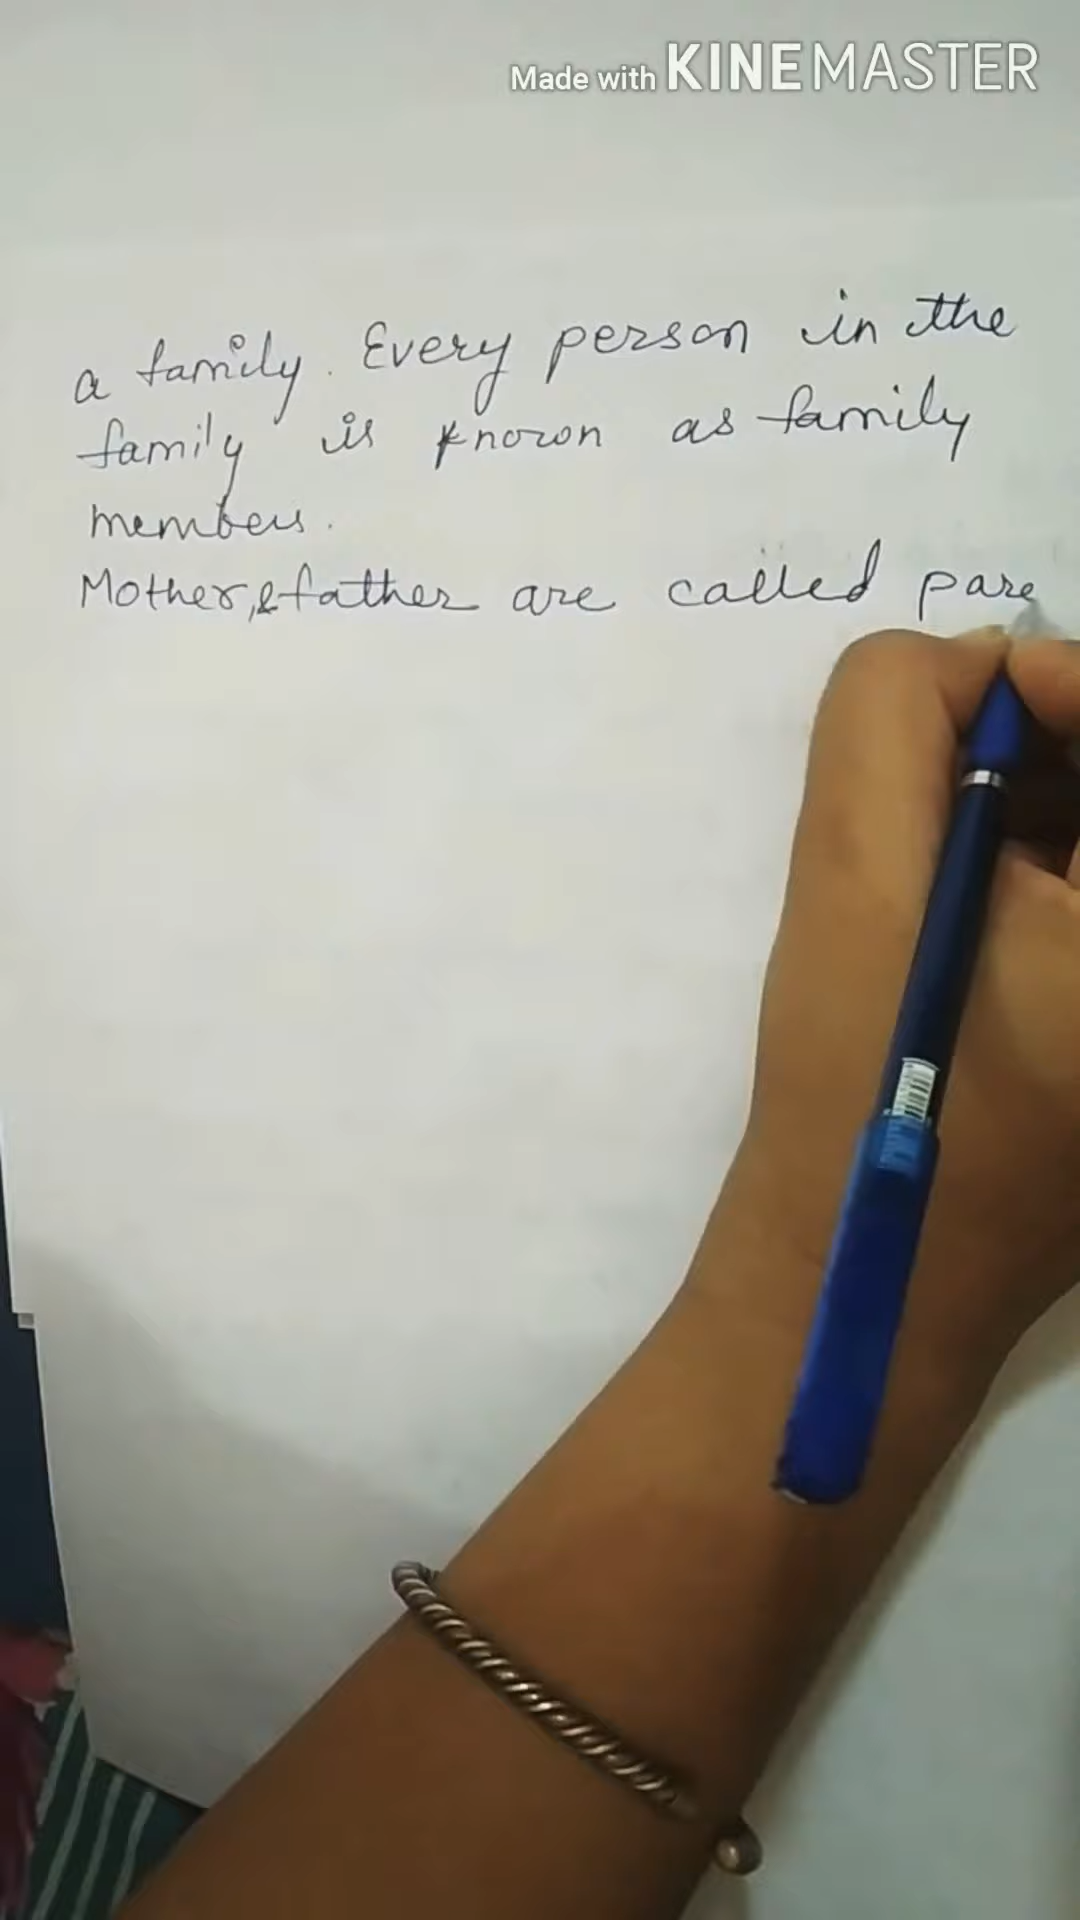 Made with KINEMASTER
a family. Every person in the
family is known as family
members.
Mother,&father are called pare